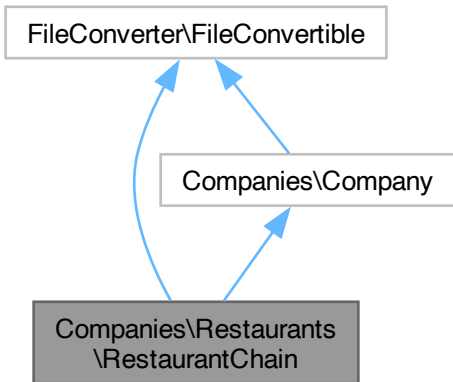 FileConverter\FileConvertible
Companies\Company
Companies\Restaurants
\RestaurantChain